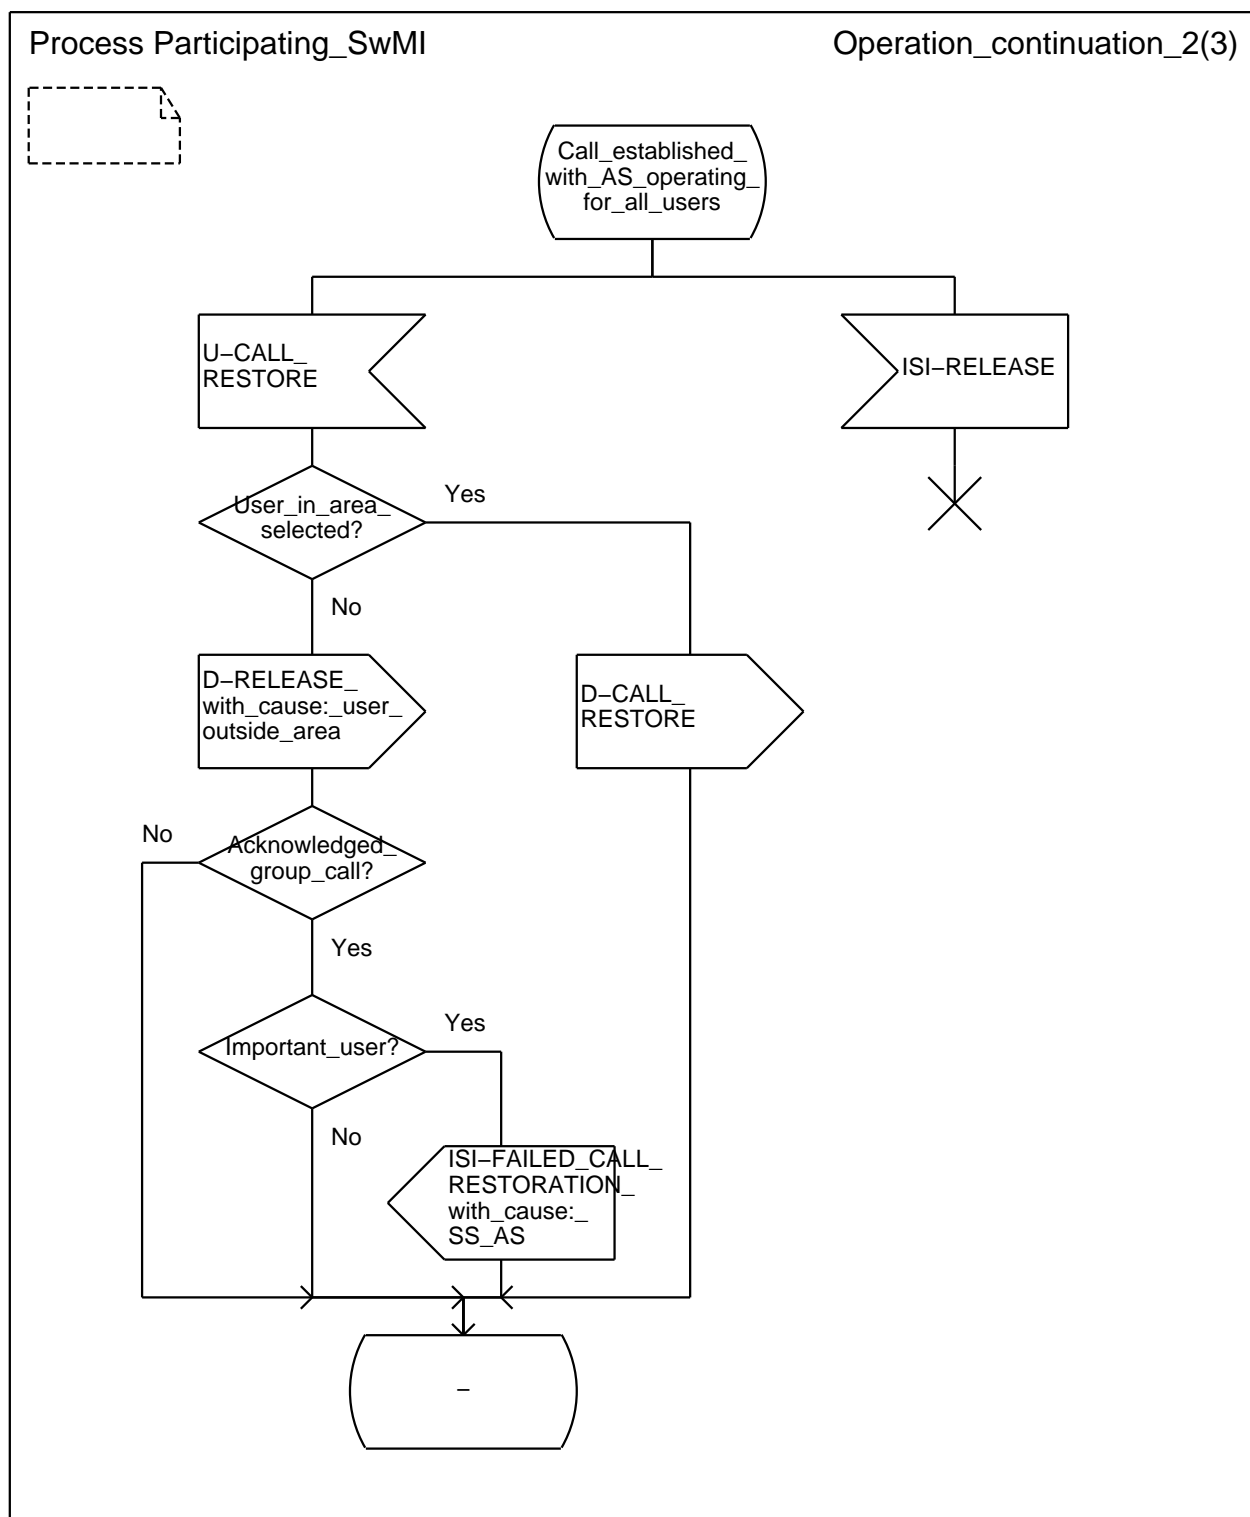 Process Participating_SwMI
Operation_continuation_2(3)
Call_established_
with_AS_operating_
for_all_users
U−CALL_
RESTORE
ISI−RELEASE
User_in_area_
selected?
Yes
No
D−RELEASE_
with_cause:_user_
outside_area
D−CALL_
RESTORE
No
Acknowledged_
group_call?
Yes
Important_user?
Yes
No
ISI−FAILED_CALL_
RESTORATION_
with_cause:_
SS_AS
−